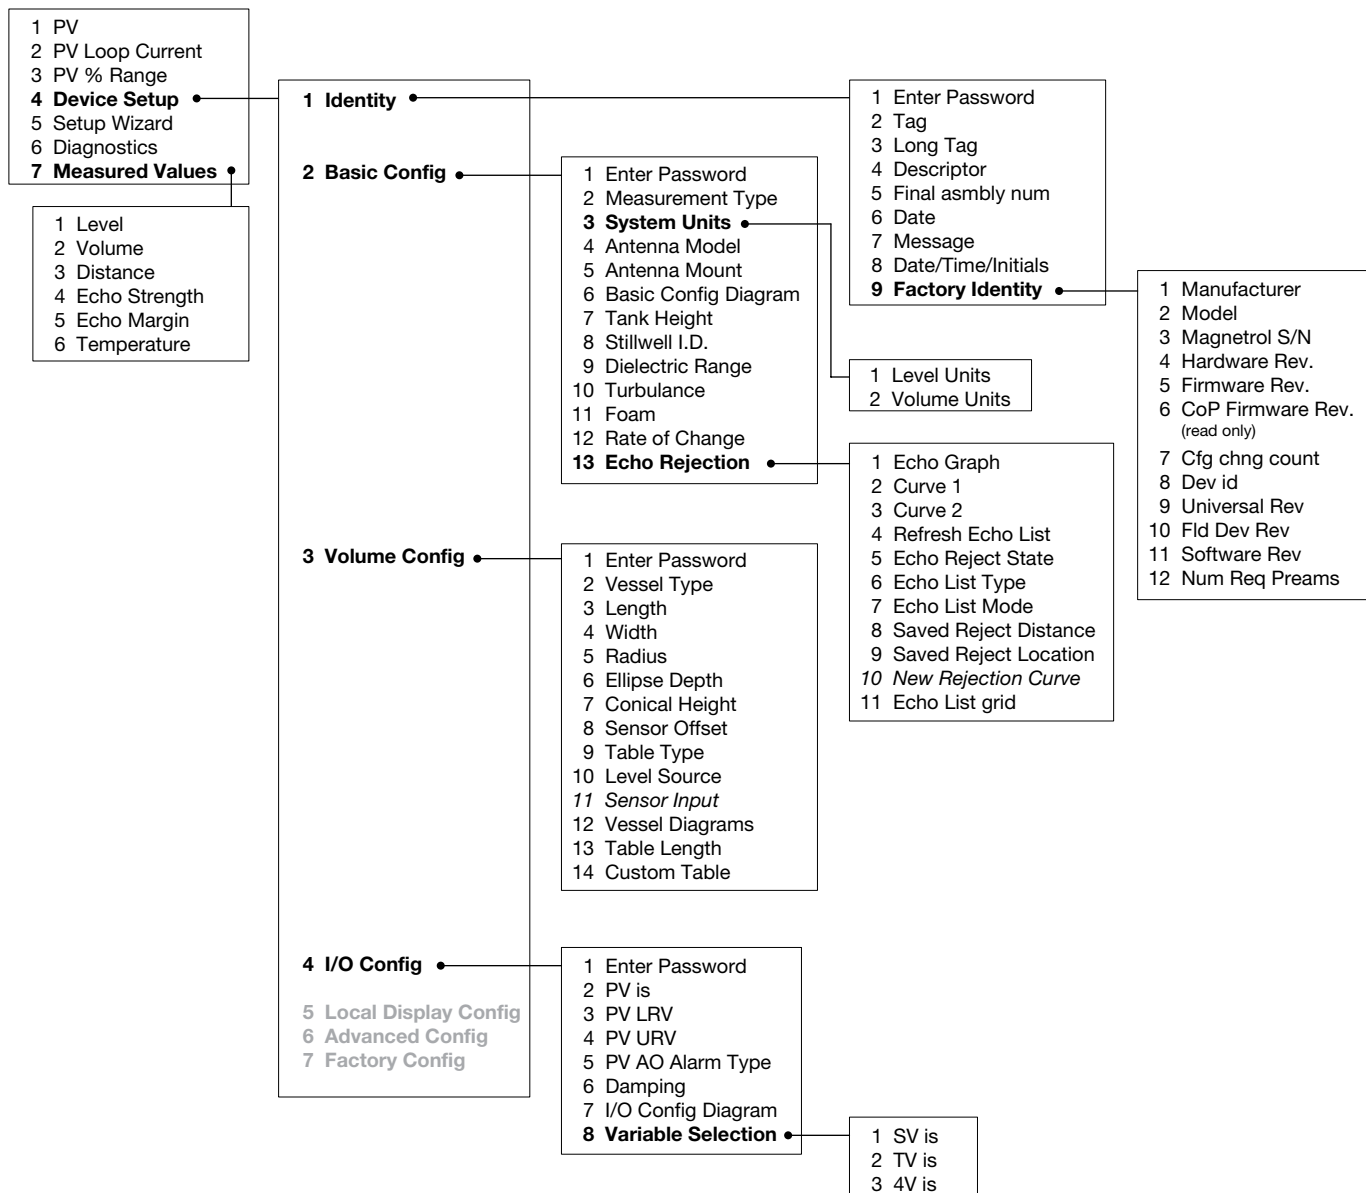 1 PV
2 PV Loop Current
3 PV % Range
4 Device Setup
5 Setup Wizard
6 Diagnostics
7 Measured Values
1 Level
2 Volume
3 Distance
4 Echo Strength
5 Echo Margin
6 Temperature
1 Identity
2 Basic Config
3 Volume Config
4 I/O Config
5 Local Display Config
6 Advanced Config
7 Factory Config
1 Enter Password
2 Measurement Type
3 System Units
4 Antenna Model
5 Antenna Mount
6 Basic Config Diagram
7 Tank Height
8 Stillwell I.D.
9 Dielectric Range
10 Turbulance
11 Foam
12 Rate of Change
13 Echo Rejection
1 Enter Password
2 Vessel Type
3 Length
4 Width
5 Radius
6 Ellipse Depth
7 Conical Height
8 Sensor Offset
9 Table Type
10 Level Source
11 Sensor Input
12 Vessel Diagrams
13 Table Length
14 Custom Table
1 Enter Password
2 PV is
3 PV LRV
4 PV URV
5 PV AO Alarm Type
6 Damping
7 I/O Config Diagram
8 Variable Selection
1 Enter Password
2 Tag
3 Long Tag
4 Descriptor
5 Final asmbly num
6 Date
7 Message
8 Date/Time/Initials
9 Factory Identity
1 Level Units
2 Volume Units
1 Echo Graph
2 Curve 1
3 Curve 2
4 Refresh Echo List
5 Echo Reject State
6 Echo List Type
7 Echo List Mode
8 Saved Reject Distance
9 Saved Reject Location
10 New Rejection Curve
11 Echo List grid
1 SV is
2 TV is
3 4V is
1 Manufacturer
2 Model
3 Magnetrol S/N
4 Hardware Rev.
5 Firmware Rev.
6 CoP Firmware Rev.
(read only)
7 Cfg chng count
8 Dev id
9 Universal Rev
10 Fld Dev Rev
11 Software Rev
12 Num Req Preams